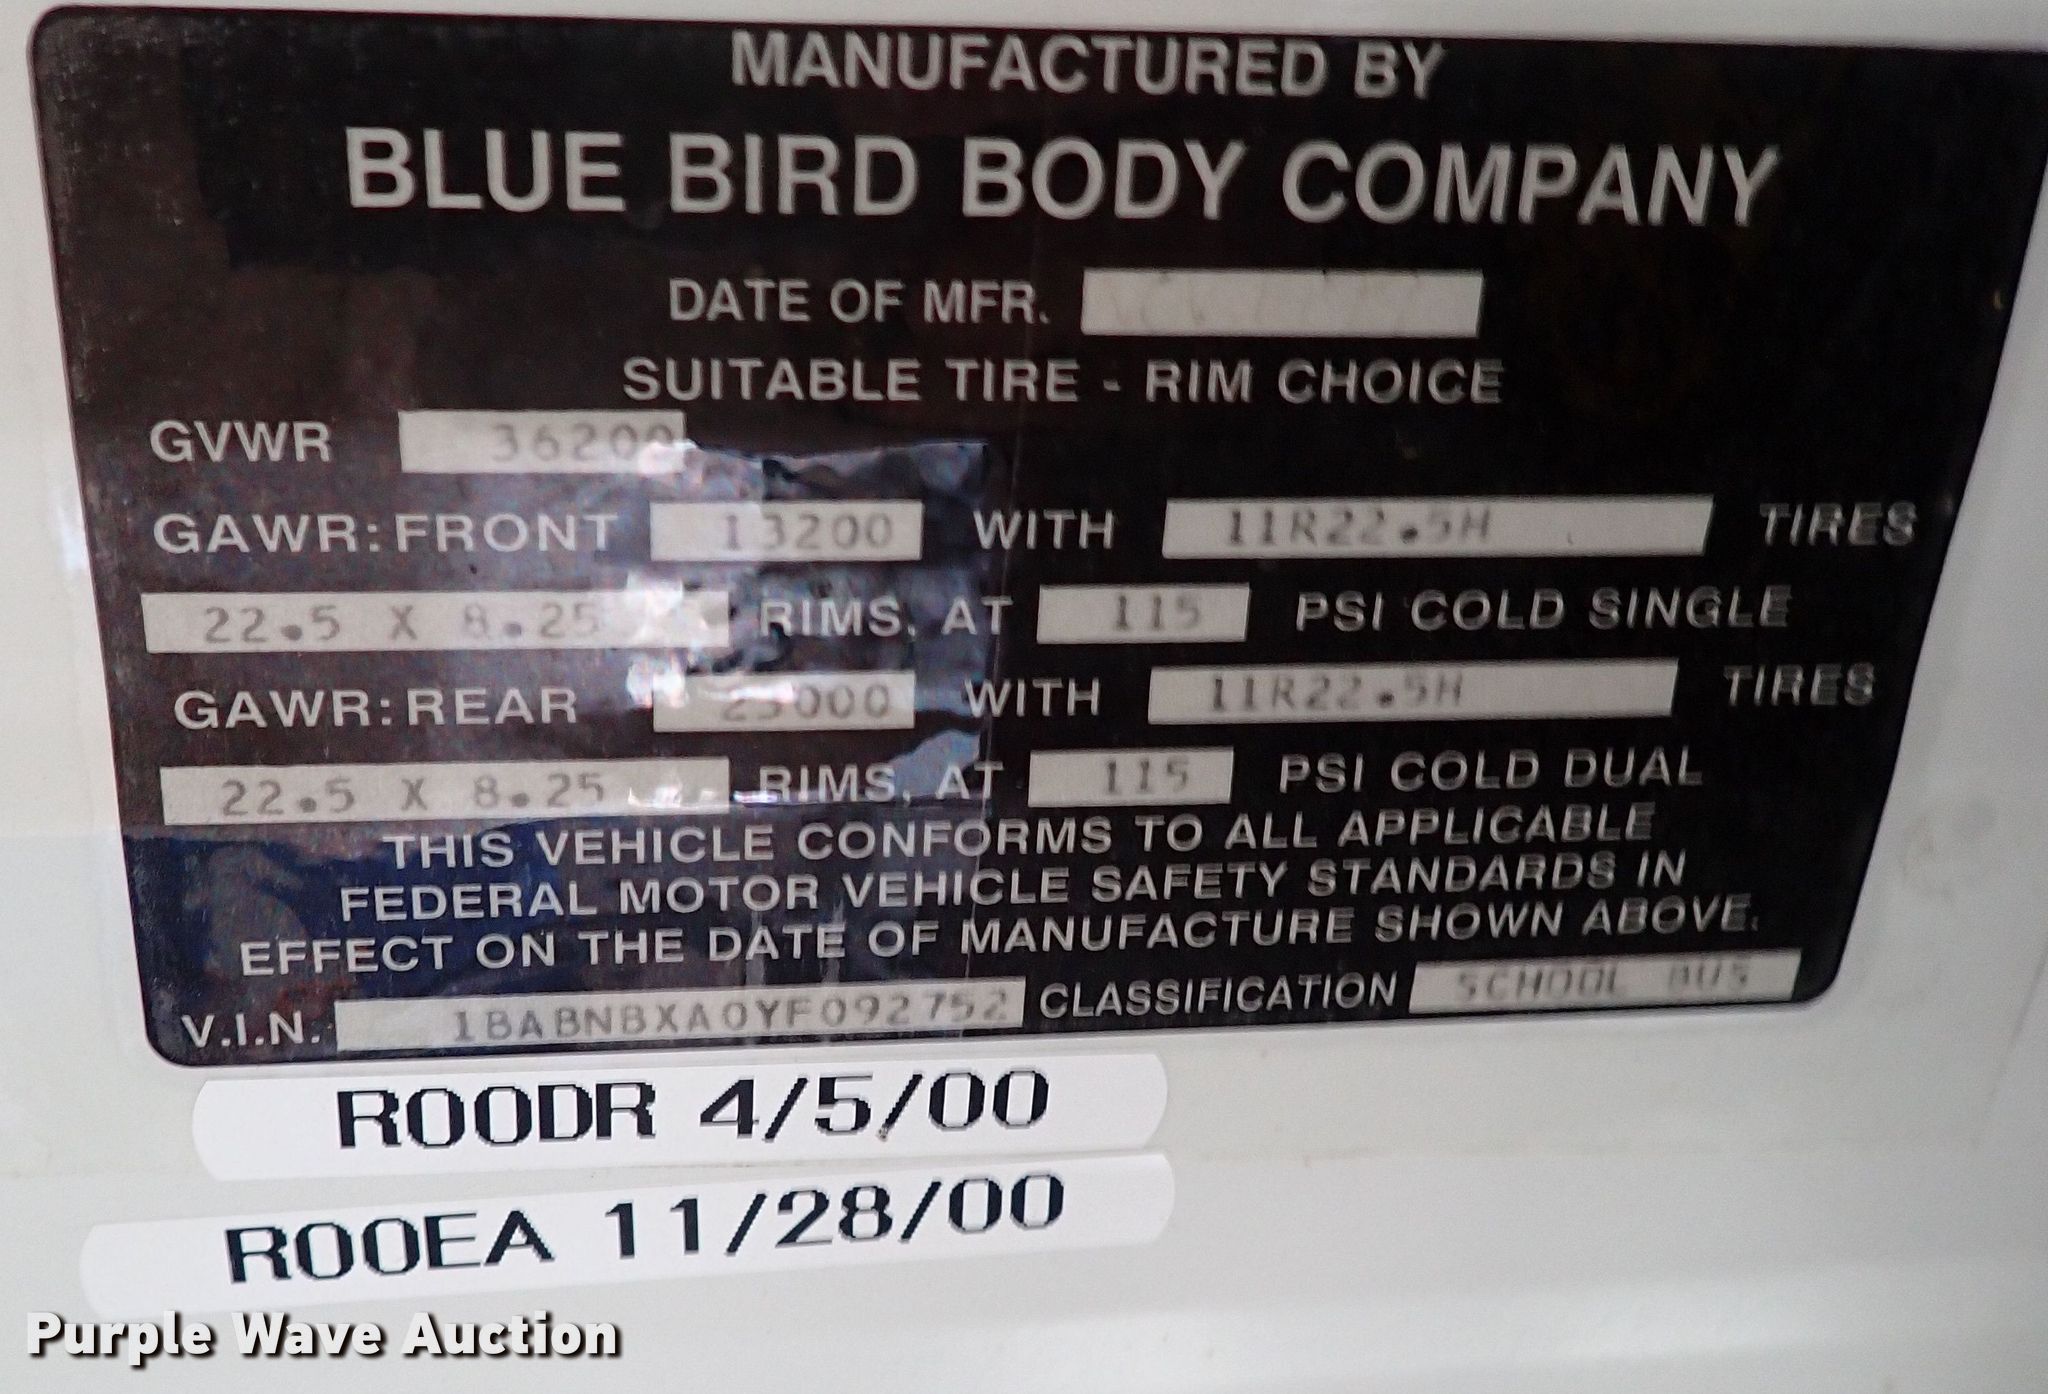 MANUFACTURED BY
BLUE BIRD BODY COMPANY
DATE OF MFR.
SUITABLE TIRE - RIM CHOICE
GVWR 36200
GAWR: FRONT 13200 WITH 11R22.5H TIRES
22.5 X 8.25 RIMS, AT 115 PSI COLD SINGLE
GAWR: REAR 23000 WITH 11R22.5H TIRES
22.5 X 8.25 RIMS, AT 115 PSI COLD DUAL
THIS VEHICLE CONFORMS TO ALL APPLICABLE
FEDERAL MOTOR VEHICLE SAFETY STANDARDS IN
EFFECT ON THE DATE OF MANUFACTURE SHOWN ABOVE.
V.I.N. 1BABNBXA0YF092752 CLASSIFICATION SCHOOL BUS
R00DR 4/5/00
R00EA 11/28/00
Purple Wave Auction